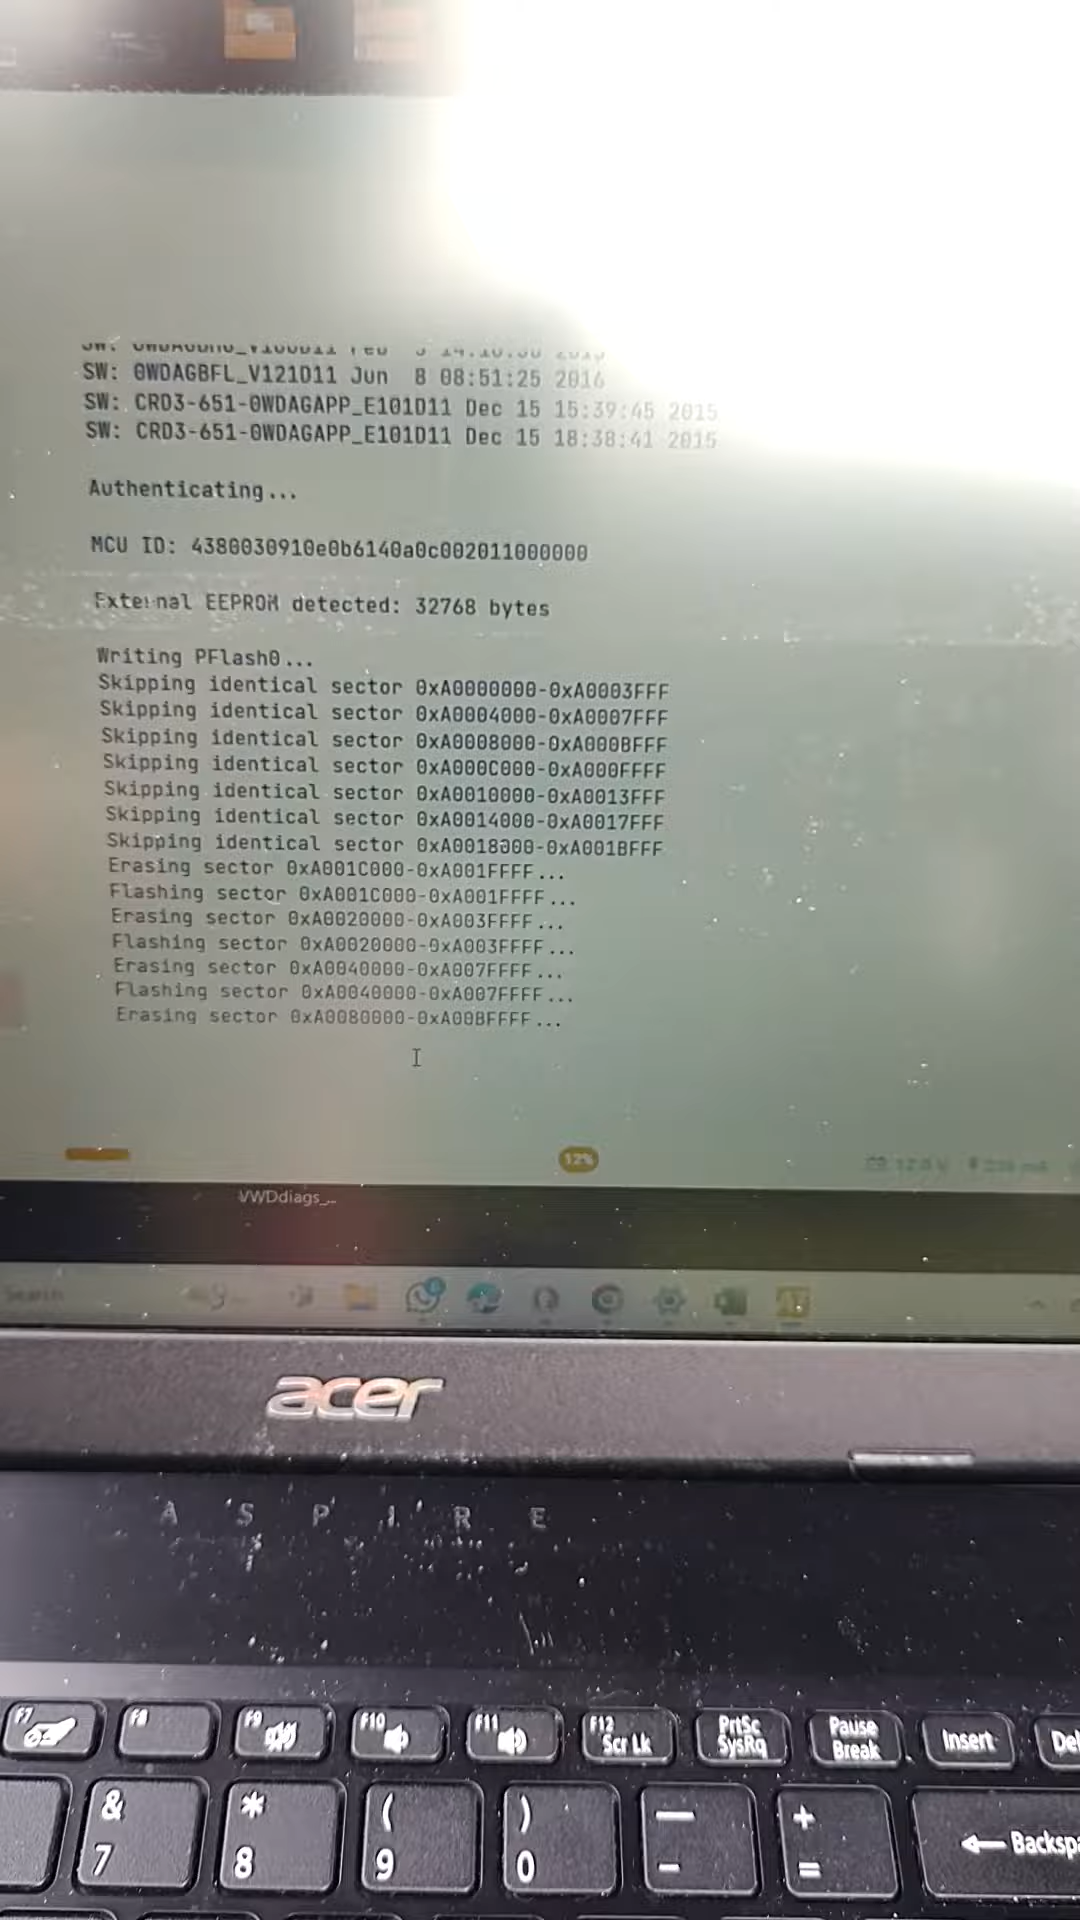 SW: 0WDAGBFL_V121D11 Jun 8 08:51:25 2016
SW: CRD3-651-0WDAGAPP_E101D11 Dec 15 15:39:45 2015
SW: CRD3-651-0WDAGAPP_E101D11 Dec 15 18:38:41 2015
Authenticating...
MCU ID: 4380030910e0b6140a0c002011000000
External EEPROM detected: 32768 bytes
Writing PFlash0...
Skipping identical sector 0xA0000000-0xA0003FFF
Skipping identical sector 0xA0004000-0xA0007FFF
Skipping identical sector 0xA0008000-0xA000BFFF
Skipping identical sector 0xA000C000-0xA000FFFF
Skipping identical sector 0xA0010000-0xA0013FFF
Skipping identical sector 0xA0014000-0xA0017FFF
Skipping identical sector 0xA0018000-0xA001BFFF
Erasing sector 0xA001C000-0xA001FFFF...
Flashing sector 0xA001C000-0xA001FFFF...
Erasing sector 0xA0020000-0xA003FFFF...
Flashing sector 0xA0020000-0xA003FFFF...
Erasing sector 0xA0040000-0xA007FFFF...
Flashing sector 0xA0040000-0xA007FFFF...
Erasing sector 0xA0080000-0xA00BFFFF...
12%
VWDdiags_...
Search
acer
ASPIRE
F7 F8 F9 F10 F11 F12 Scr Lk PrtSc SysRq Pause Break Insert Del
& 7 * 8 ( 9 ) 0 — - + = ← Backsp